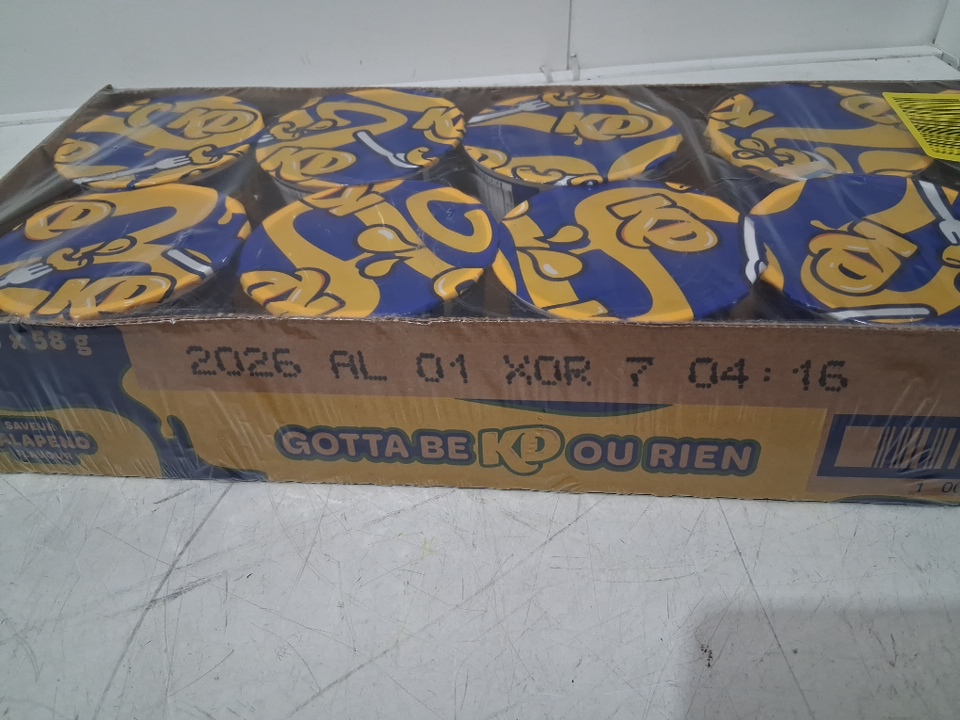 KD KD KD KD KD
KD KD KD KD KD
x 58 g
2026 AL 01 XOR 7 04:16
SAVEUR
ALAPENO
GOTTA BE KD OU RIEN